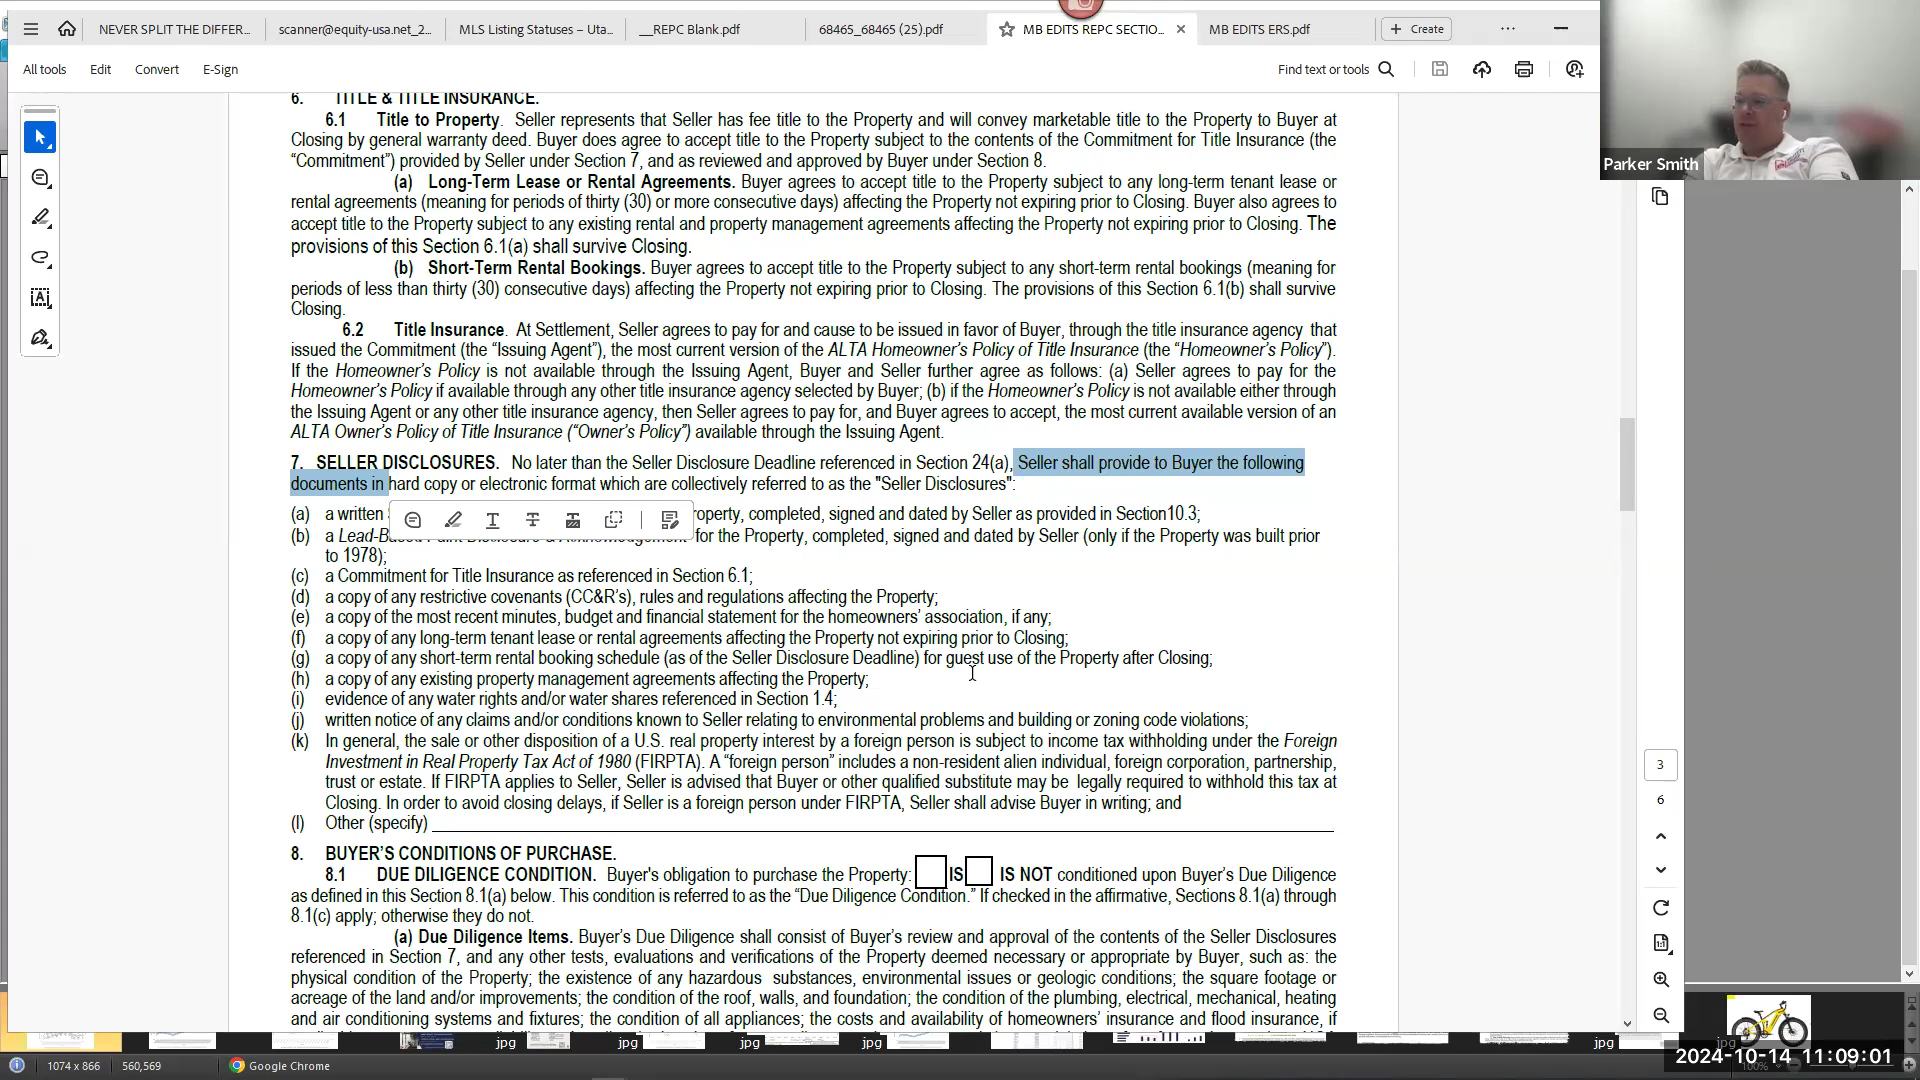 NEVER SPLIT THE DIFFER...
scanner@equity-usa.net_2...
MLS Listing Statuses – Uta...
__REPC Blank.pdf
68465_68465 (25).pdf
MB EDITS REPC SECTIO...
MB EDITS ERS.pdf
Create
All tools
Edit
Convert
E-Sign
Find text or tools
Parker Smith
6. TITLE & TITLE INSURANCE.
6.1 Title to Property. Seller represents that Seller has fee title to the Property and will convey marketable title to the Property to Buyer at
Closing by general warranty deed. Buyer does agree to accept title to the Property subject to the contents of the Commitment for Title Insurance (the
“Commitment”) provided by Seller under Section 7, and as reviewed and approved by Buyer under Section 8.
(a) Long-Term Lease or Rental Agreements. Buyer agrees to accept title to the Property subject to any long-term tenant lease or
rental agreements (meaning for periods of thirty (30) or more consecutive days) affecting the Property not expiring prior to Closing. Buyer also agrees to
accept title to the Property subject to any existing rental and property management agreements affecting the Property not expiring prior to Closing. The
provisions of this Section 6.1(a) shall survive Closing.
(b) Short-Term Rental Bookings. Buyer agrees to accept title to the Property subject to any short-term rental bookings (meaning for
periods of less than thirty (30) consecutive days) affecting the Property not expiring prior to Closing. The provisions of this Section 6.1(b) shall survive
Closing.
6.2 Title Insurance. At Settlement, Seller agrees to pay for and cause to be issued in favor of Buyer, through the title insurance agency that
issued the Commitment (the “Issuing Agent”), the most current version of the ALTA Homeowner’s Policy of Title Insurance (the “Homeowner’s Policy”).
If the Homeowner’s Policy is not available through the Issuing Agent, Buyer and Seller further agree as follows: (a) Seller agrees to pay for the
Homeowner’s Policy if available through any other title insurance agency selected by Buyer; (b) if the Homeowner’s Policy is not available either through
the Issuing Agent or any other title insurance agency, then Seller agrees to pay for, and Buyer agrees to accept, the most current available version of an
ALTA Owner’s Policy of Title Insurance (“Owner’s Policy”) available through the Issuing Agent.
7. SELLER DISCLOSURES. No later than the Seller Disclosure Deadline referenced in Section 24(a), Seller shall provide to Buyer the following
documents in hard copy or electronic format which are collectively referred to as the "Seller Disclosures":
(a) a written roperty, completed, signed and dated by Seller as provided in Section10.3;
(b) a Lead-Based Paint Disclosure & Acknowledgement for the Property, completed, signed and dated by Seller (only if the Property was built prior
to 1978);
(c) a Commitment for Title Insurance as referenced in Section 6.1;
(d) a copy of any restrictive covenants (CC&R’s), rules and regulations affecting the Property;
(e) a copy of the most recent minutes, budget and financial statement for the homeowners’ association, if any;
(f) a copy of any long-term tenant lease or rental agreements affecting the Property not expiring prior to Closing;
(g) a copy of any short-term rental booking schedule (as of the Seller Disclosure Deadline) for guest use of the Property after Closing;
(h) a copy of any existing property management agreements affecting the Property;
(i) evidence of any water rights and/or water shares referenced in Section 1.4;
(j) written notice of any claims and/or conditions known to Seller relating to environmental problems and building or zoning code violations;
(k) In general, the sale or other disposition of a U.S. real property interest by a foreign person is subject to income tax withholding under the Foreign
Investment in Real Property Tax Act of 1980 (FIRPTA). A “foreign person” includes a non-resident alien individual, foreign corporation, partnership,
trust or estate. If FIRPTA applies to Seller, Seller is advised that Buyer or other qualified substitute may be legally required to withhold this tax at
Closing. In order to avoid closing delays, if Seller is a foreign person under FIRPTA, Seller shall advise Buyer in writing; and
(l) Other (specify)
8. BUYER’S CONDITIONS OF PURCHASE.
8.1 DUE DILIGENCE CONDITION. Buyer's obligation to purchase the Property: IS IS NOT conditioned upon Buyer’s Due Diligence
as defined in this Section 8.1(a) below. This condition is referred to as the “Due Diligence Condition.” If checked in the affirmative, Sections 8.1(a) through
8.1(c) apply; otherwise they do not.
(a) Due Diligence Items. Buyer’s Due Diligence shall consist of Buyer’s review and approval of the contents of the Seller Disclosures
referenced in Section 7, and any other tests, evaluations and verifications of the Property deemed necessary or appropriate by Buyer, such as: the
physical condition of the Property; the existence of any hazardous substances, environmental issues or geologic conditions; the square footage or
acreage of the land and/or improvements; the condition of the roof, walls, and foundation; the condition of the plumbing, electrical, mechanical, heating
and air conditioning systems and fixtures; the condition of all appliances; the costs and availability of homeowners’ insurance and flood insurance, if
3
6
jpg
jpg
jpg
jpg
jpg
jpg
1074 x 866
560,569
Google Chrome
100%
2024-10-14 11:09:01